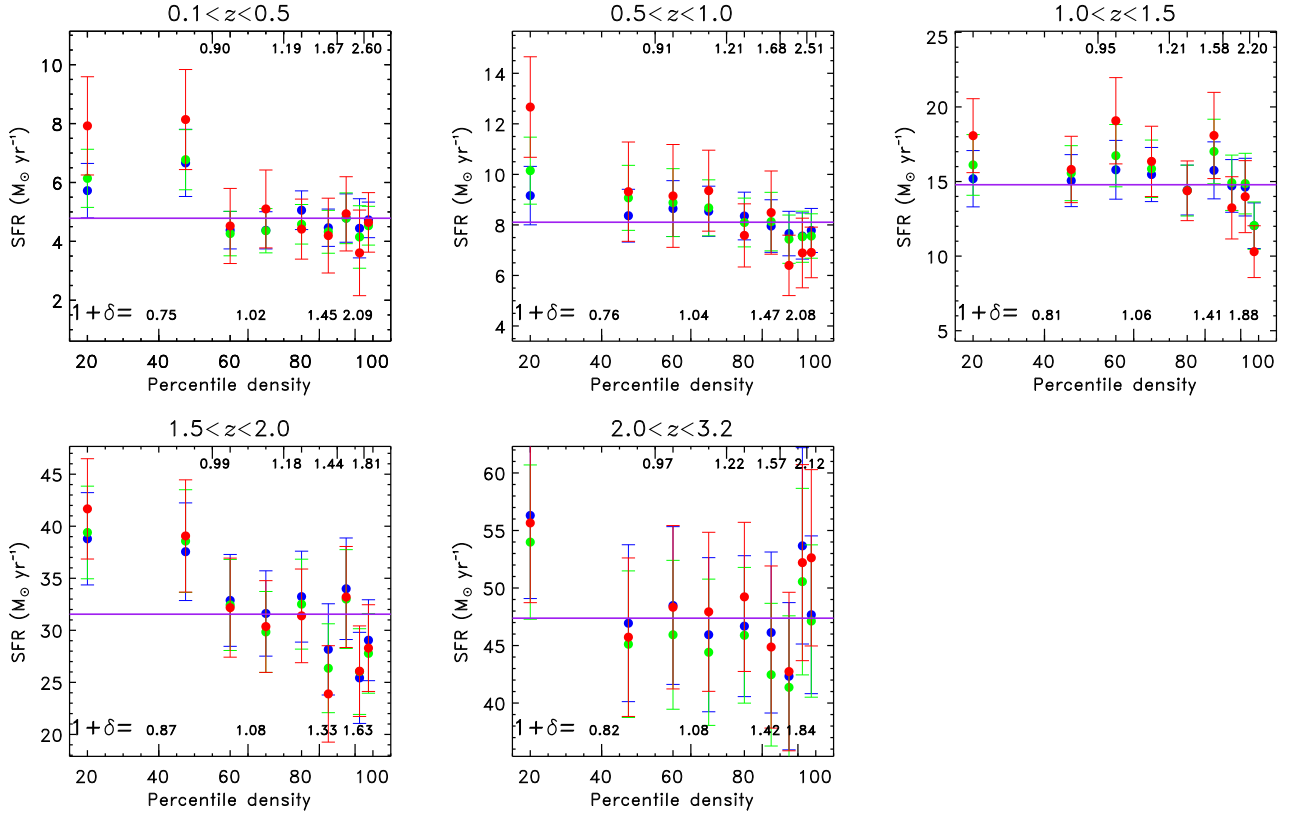 0.1<z<0.5
0.5<z<1.0
1.0<z<1.5
0.90 1.19 1.67 2.60
0.91 1.21 1.68 2.51
0.95 1.21 1.58 2.20
10
8
6
4
2
SFR (M⊙ yr⁻¹)
14
12
10
8
6
4
SFR (M⊙ yr⁻¹)
25
20
15
10
5
SFR (M⊙ yr⁻¹)
1+δ= 0.75 1.02 1.45 2.09
1+δ= 0.76 1.04 1.47 2.08
1+δ= 0.81 1.06 1.41 1.88
20 40 60 80 100
20 40 60 80 100
20 40 60 80 100
Percentile density
Percentile density
Percentile density
1.5<z<2.0
2.0<z<3.2
0.99 1.18 1.44 1.81
0.97 1.22 1.57 2.12
45
40
35
30
25
20
SFR (M⊙ yr⁻¹)
60
55
50
45
40
SFR (M⊙ yr⁻¹)
1+δ= 0.87 1.08 1.33 1.63
1+δ= 0.82 1.08 1.42 1.84
20 40 60 80 100
20 40 60 80 100
Percentile density
Percentile density